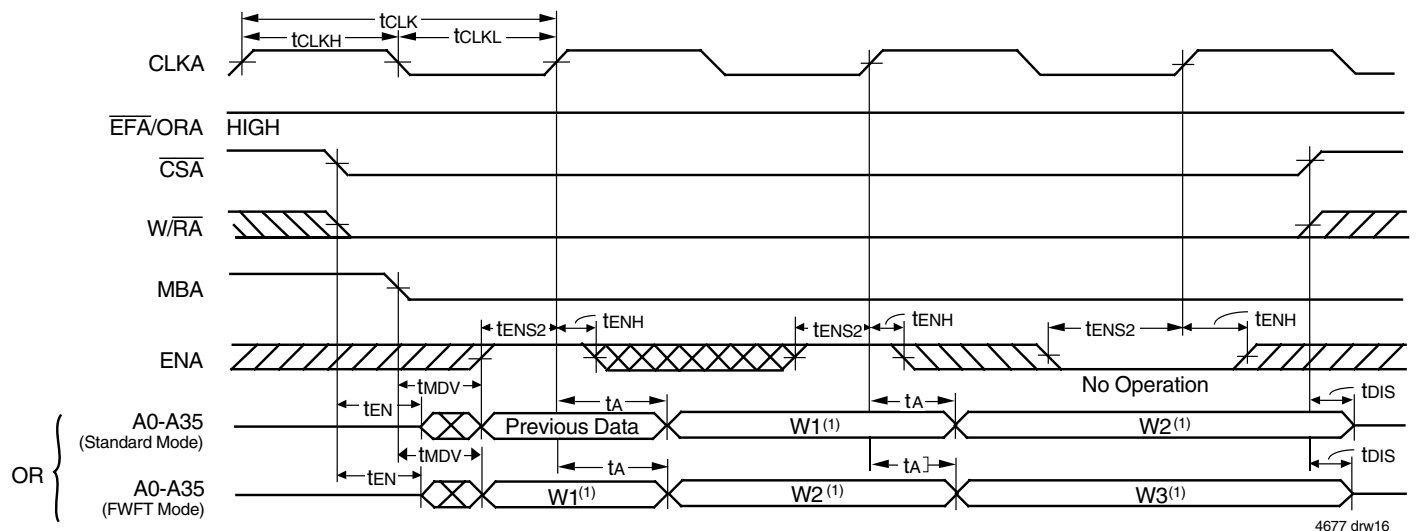 tCLK
tCLKH tCLKL
CLKA
EFA/ORA HIGH
CSA
W/RA
MBA
tENS2 tENH tENS2 tENH tENS2 tENH
ENA
No Operation
tMDV
tEN tA tA tDIS
A0-A35 Previous Data W1(1) W2(1)
(Standard Mode)
OR
tMDV
tEN tA tA tDIS
A0-A35 W1(1) W2(1) W3(1)
(FWFT Mode)
4677 drw16